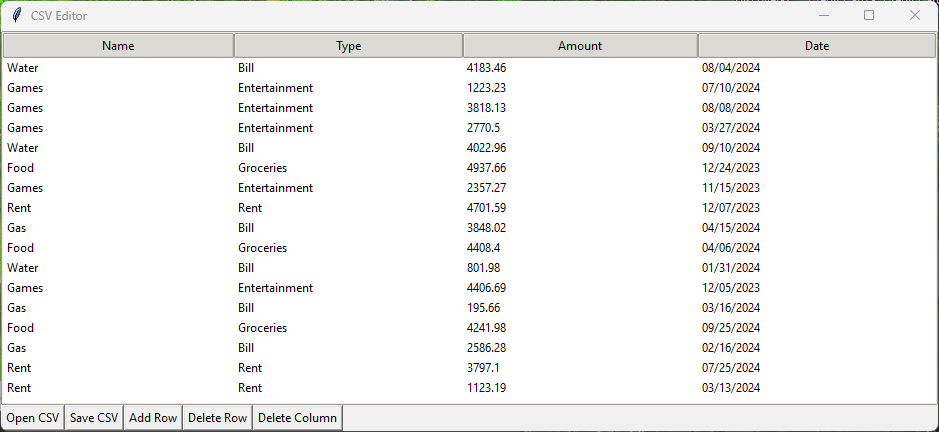 CSV Editor
Name Type Amount Date
Water Bill 4183.46 08/04/2024
Games Entertainment 1223.23 07/10/2024
Games Entertainment 3818.13 08/08/2024
Games Entertainment 2770.5 03/27/2024
Water Bill 4022.96 09/10/2024
Food Groceries 4937.66 12/24/2023
Games Entertainment 2357.27 11/15/2023
Rent Rent 4701.59 12/07/2023
Gas Bill 3848.02 04/15/2024
Food Groceries 4408.4 04/06/2024
Water Bill 801.98 01/31/2024
Games Entertainment 4406.69 12/05/2023
Gas Bill 195.66 03/16/2024
Food Groceries 4241.98 09/25/2024
Gas Bill 2586.28 02/16/2024
Rent Rent 3797.1 07/25/2024
Rent Rent 1123.19 03/13/2024
Open CSV Save CSV Add Row Delete Row Delete Column